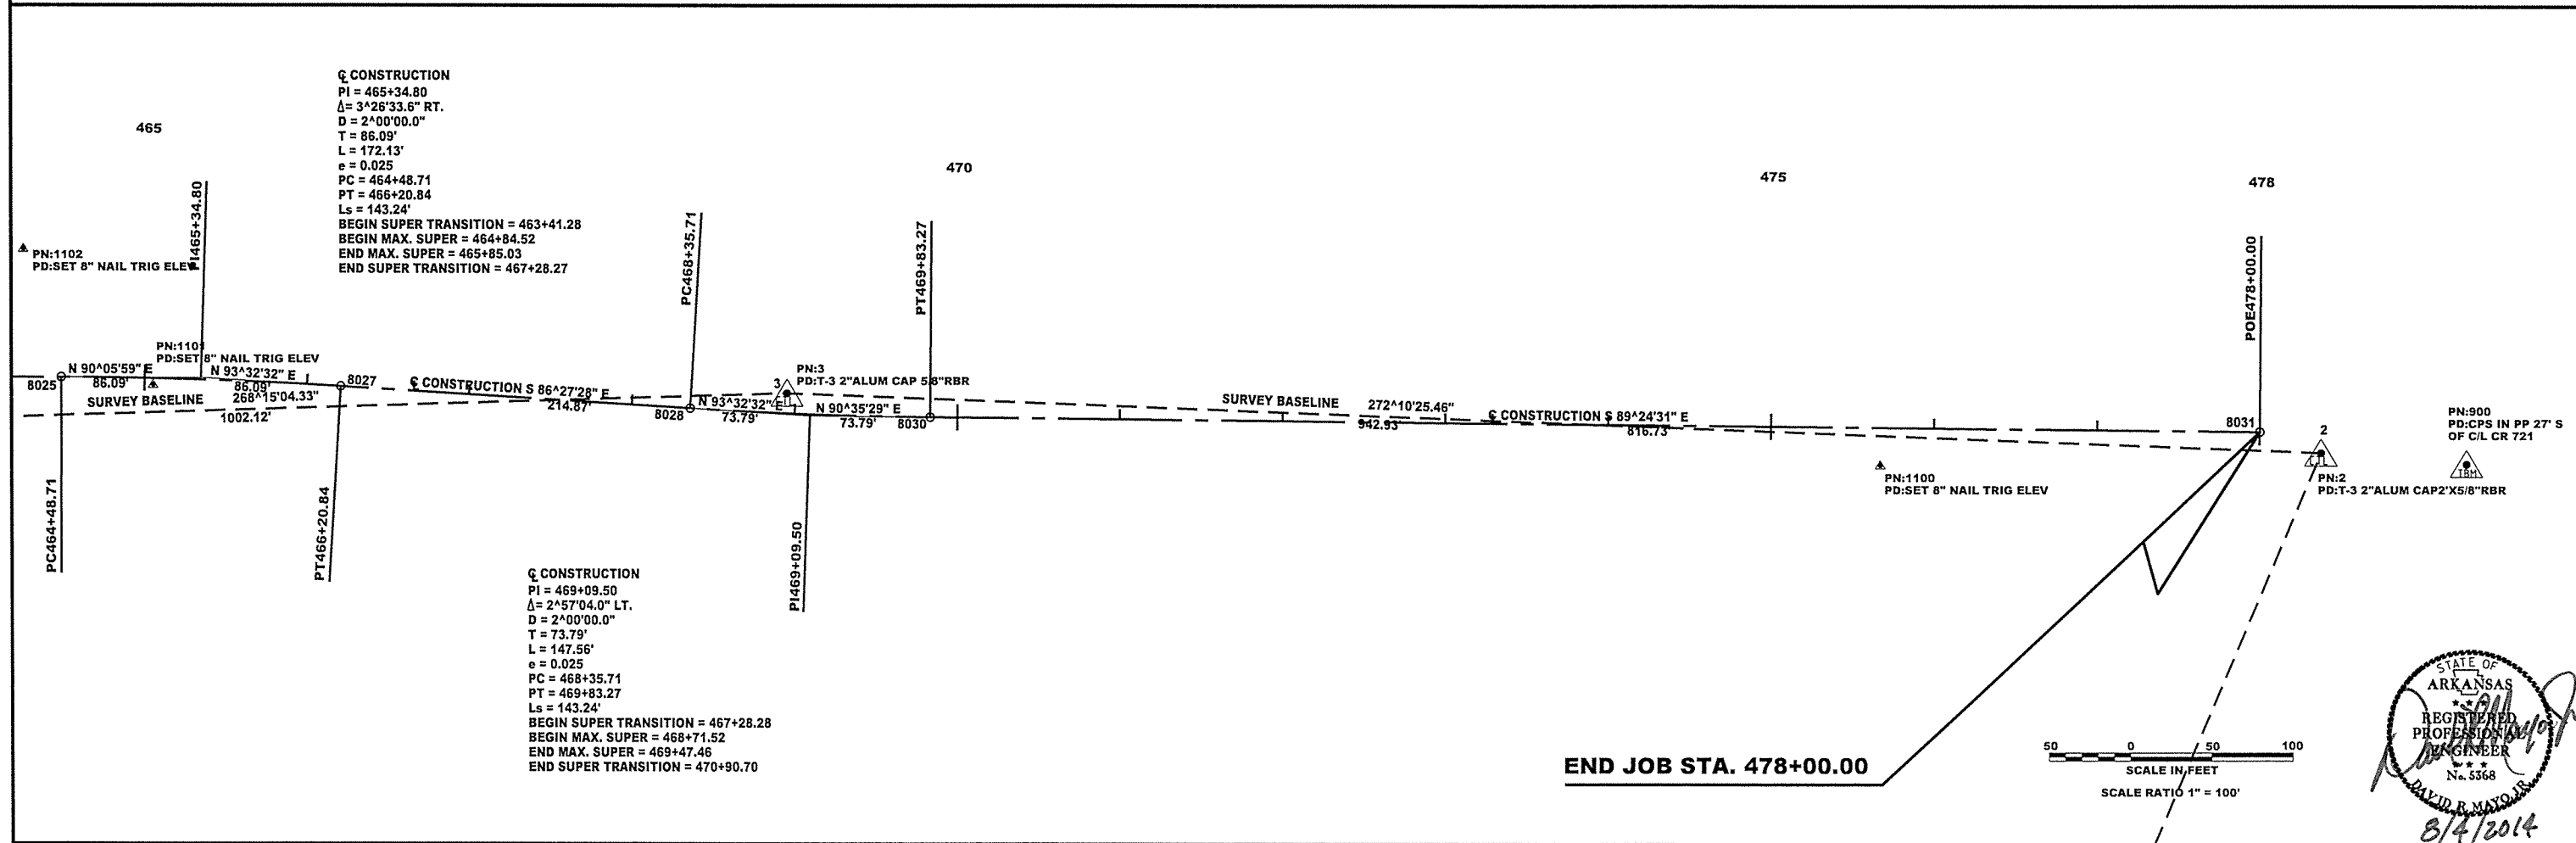 ℄ CONSTRUCTION
PI = 465+34.80
Δ= 3^26'33.6" RT.
D = 2^00'00.0"
T = 86.09'
L = 172.13'
e = 0.025
PC = 464+48.71
PT = 466+20.84
Ls = 143.24'
BEGIN SUPER TRANSITION = 463+41.28
BEGIN MAX. SUPER = 464+84.52
END MAX. SUPER = 465+85.03
END SUPER TRANSITION = 467+28.27
465
470
475
478
PI465+34.80
PC468+35.71
PT469+83.27
POE478+00.00
PN:1102
PD:SET 8" NAIL TRIG ELEV
PN:1101
PD:SET 8" NAIL TRIG ELEV
8025
N 90^05'59" E
86.09'
N 93^32'32" E
86.09'
8027
SURVEY BASELINE
268^15'04.33"
1002.12'
℄ CONSTRUCTION S 86^27'28" E
214.87'
3
PN:3
PD:T-3 2"ALUM CAP 5/8"RBR
8028
N 93^32'32" E
73.79'
N 90^35'29" E
73.79'
8030
SURVEY BASELINE
272^10'25.46"
942.93'
℄ CONSTRUCTION S 89^24'31" E
816.73'
8031
2
PN:900
PD:CPS IN PP 27' S
OF C/L CR 721
TBM
PN:1100
PD:SET 8" NAIL TRIG ELEV
PN:2
PD:T-3 2"ALUM CAP2'X5/8"RBR
PC464+48.71
PT466+20.84
PI469+09.50
℄ CONSTRUCTION
PI = 469+09.50
Δ= 2^57'04.0" LT.
D = 2^00'00.0"
T = 73.79'
L = 147.56'
e = 0.025
PC = 468+35.71
PT = 469+83.27
Ls = 143.24'
BEGIN SUPER TRANSITION = 467+28.28
BEGIN MAX. SUPER = 468+71.52
END MAX. SUPER = 469+47.46
END SUPER TRANSITION = 470+90.70
END JOB STA. 478+00.00
50 0 50 100
SCALE IN FEET
SCALE RATIO 1" = 100'
STATE OF
ARKANSAS
★ ★ ★
REGISTERED
PROFESSIONAL
ENGINEER
★ ★ ★
No. 5368
DAVID R. MAYO, JR.
8/4/2014